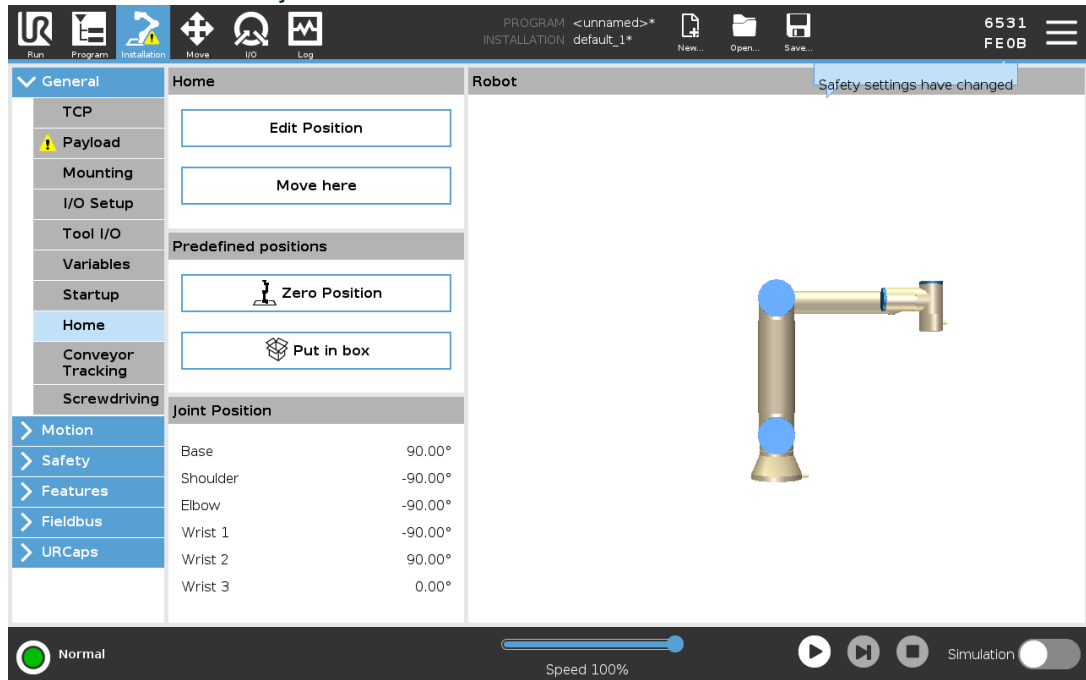 PROGRAM <unnamed>*
INSTALLATION default_1*
6531
FE0B
Run Program Installation Move I/O Log New... Open... Save...
General
TCP
Payload
Mounting
I/O Setup
Tool I/O
Variables
Startup
Home
Conveyor
Tracking
Screwdriving
Motion
Safety
Features
Fieldbus
URCaps
Home
Edit Position
Move here
Predefined positions
Zero Position
Put in box
Joint Position
Base 90.00°
Shoulder -90.00°
Elbow -90.00°
Wrist 1 -90.00°
Wrist 2 90.00°
Wrist 3 0.00°
Robot
Safety settings have changed
Normal
Speed 100%
Simulation